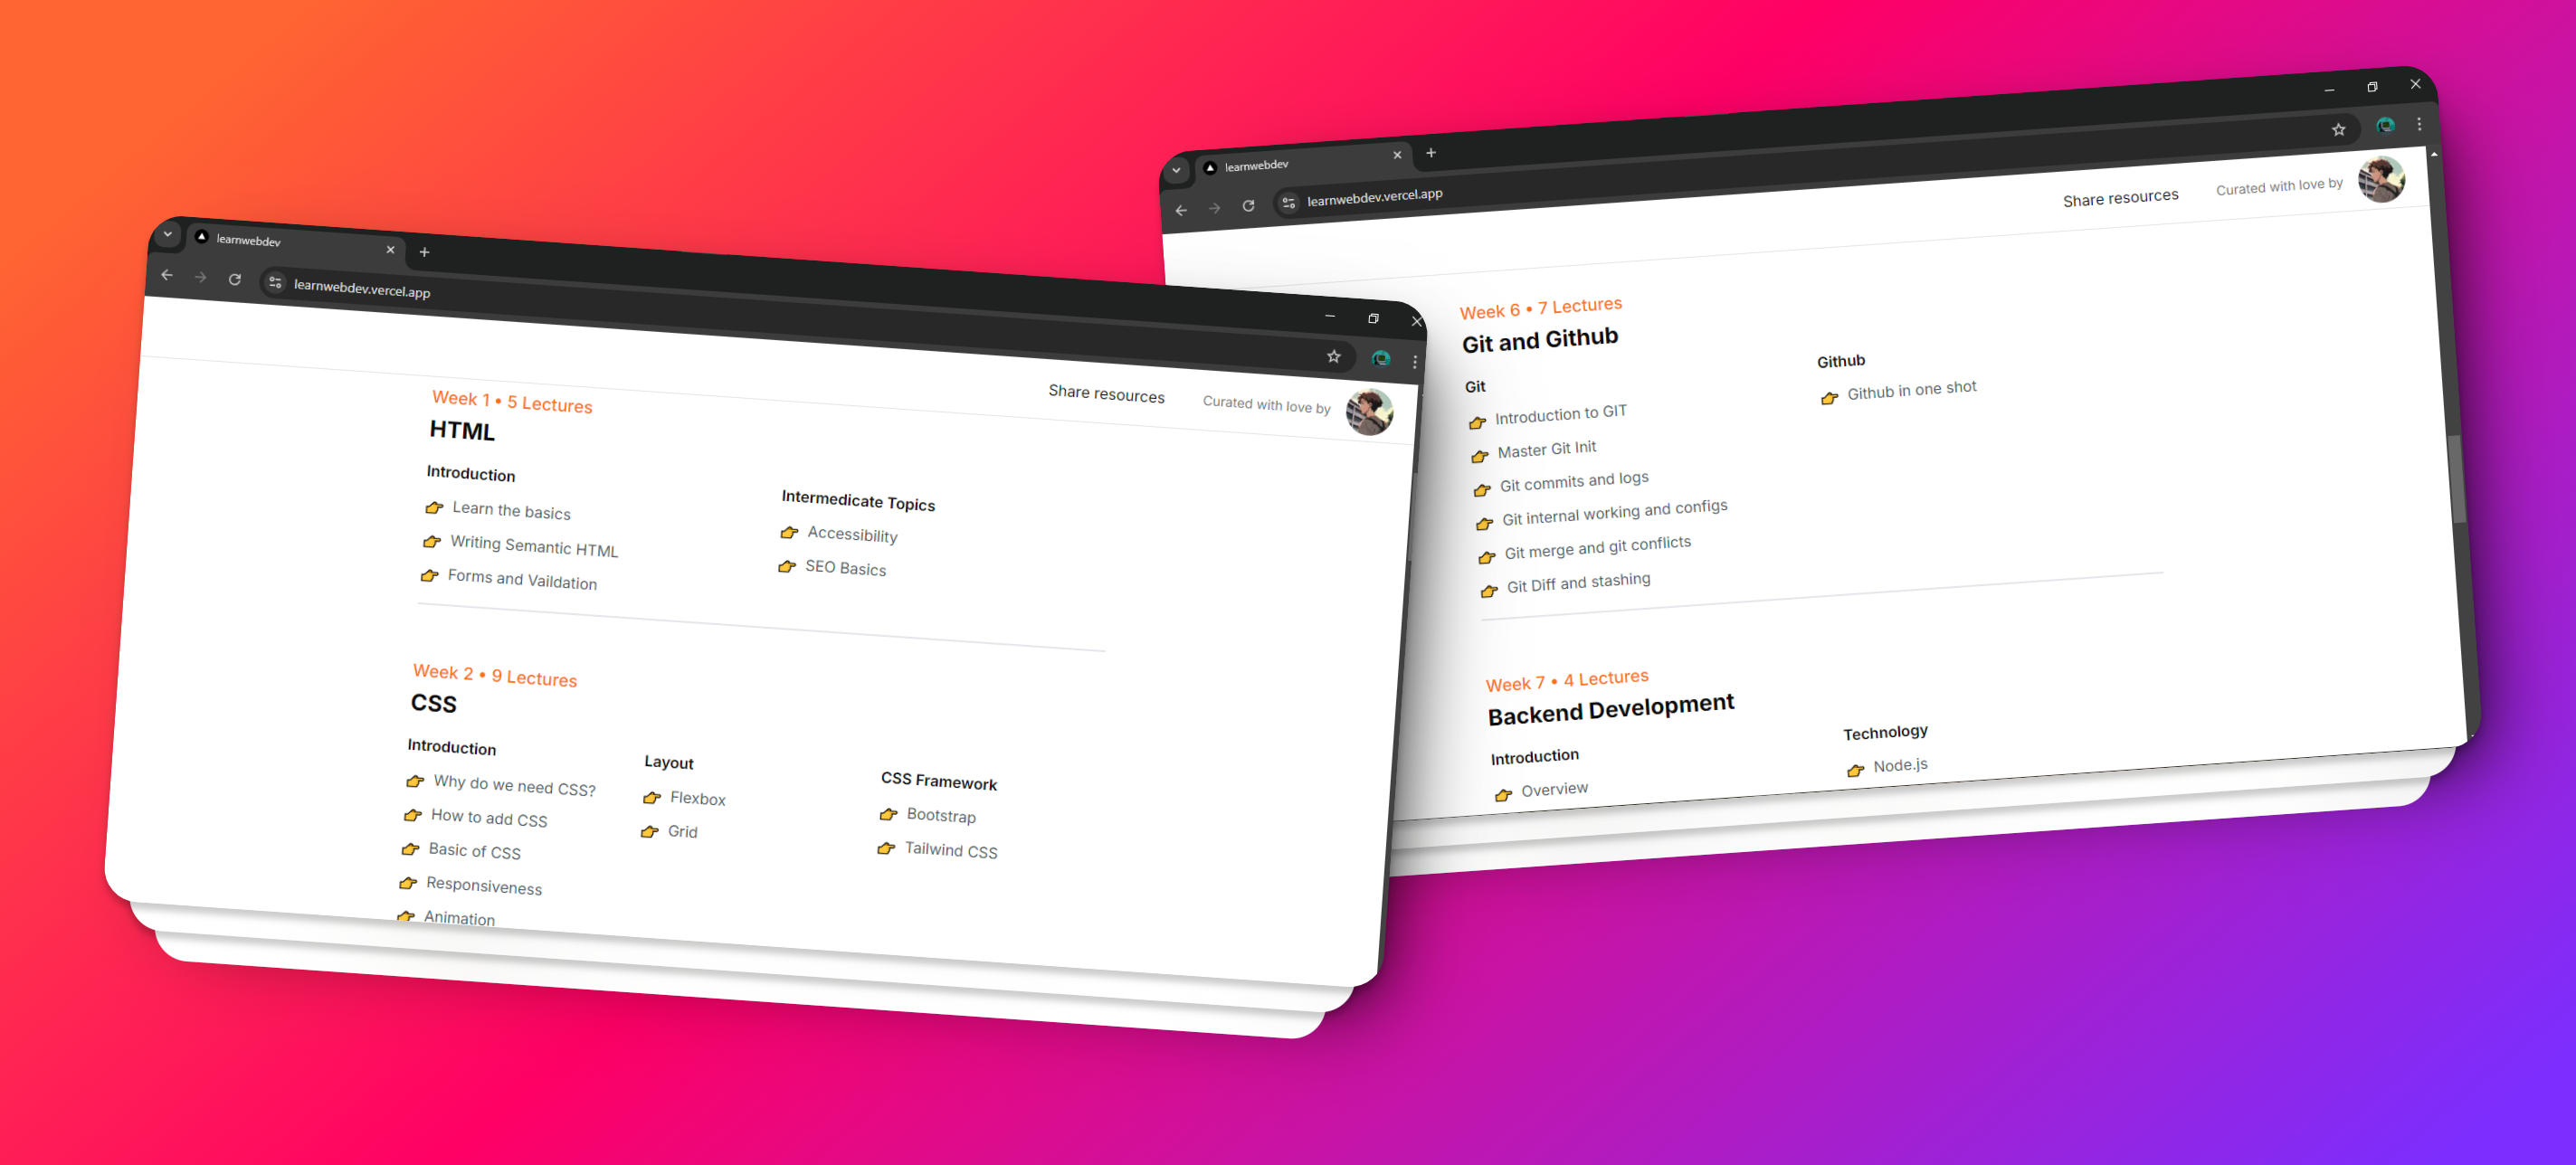 learnwebdev
learnwebdev.vercel.app
Share resources
Curated with love by
Week 1 • 5 Lectures
HTML
Introduction
Learn the basics
Writing Semantic HTML
Forms and Vaildation
Intermedicate Topics
Accessibility
SEO Basics
Week 2 • 9 Lectures
CSS
Introduction
Why do we need CSS?
How to add CSS
Basic of CSS
Responsiveness
Animation
Layout
Flexbox
Grid
CSS Framework
Bootstrap
Tailwind CSS
learnwebdev
learnwebdev.vercel.app
Share resources
Curated with love by
Week 6 • 7 Lectures
Git and Github
Git
Introduction to GIT
Master Git Init
Git commits and logs
Git internal working and configs
Git merge and git conflicts
Git Diff and stashing
Github
Github in one shot
Week 7 • 4 Lectures
Backend Development
Introduction
Overview
Technology
Node.js